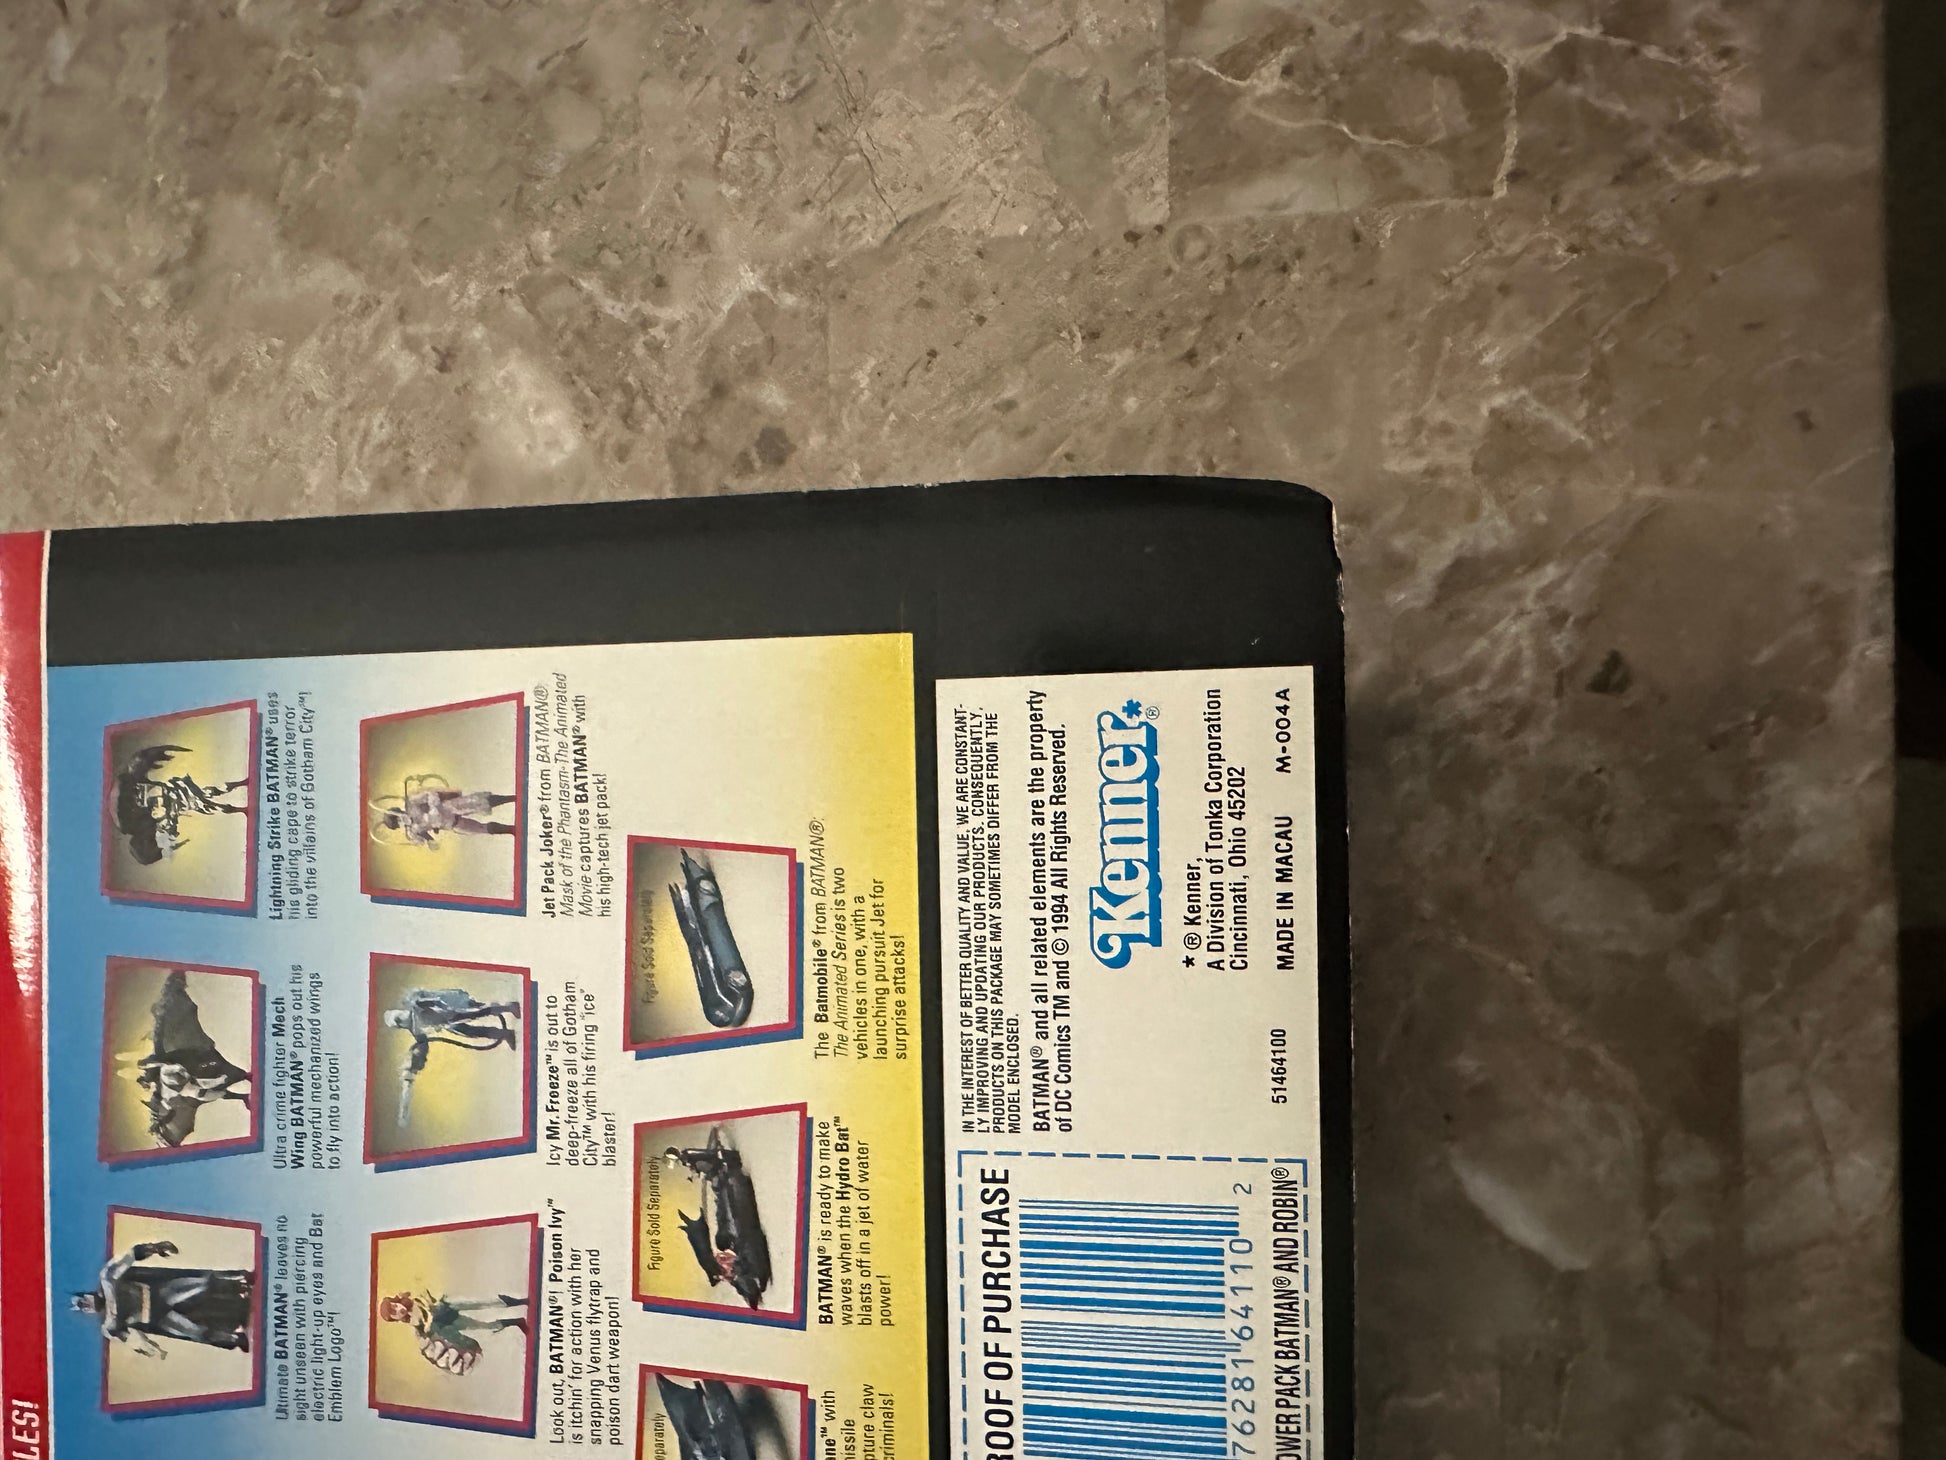 LES!
Ultimate BATMAN® leaves no
sight unseen with piercing
electric light-up eyes and Bat
Emblem Logo™!
Ultra crime fighter Mech
Wing BATMAN® pops out his
powerful mechanized wings
to fly into action!
Lightning Strike BATMAN® uses
his gliding cape to strike terror
into the villains of Gotham City™!
Look out, BATMAN®! Poison Ivy™
is itchin' for action with her
snapping Venus flytrap and
poison dart weapon!
Icy Mr. Freeze™ is out to
deep-freeze all of Gotham
City™ with his firing "ice"
blaster!
Jet Pack Joker® from BATMAN®:
Mask of the Phantasm-The Animated
Movie captures BATMAN® with
his high-tech jet pack!
parately
ane™ with
issile
pture claw
criminals!
Figure Sold Separately
BATMAN® is ready to make
waves when the Hydro Bat™
blasts off in a jet of water
power!
Figure Sold Separately
The Batmobile® from BATMAN®:
The Animated Series is two
vehicles in one, with a
launching pursuit Jet for
surprise attacks!
ROOF OF PURCHASE
76281 64110 2
OWER PACK BATMAN® AND ROBIN®
IN THE INTEREST OF BETTER QUALITY AND VALUE, WE ARE CONSTANT-
LY IMPROVING AND UPDATING OUR PRODUCTS. CONSEQUENTLY,
PRODUCTS ON THIS PACKAGE MAY SOMETIMES DIFFER FROM THE
MODEL ENCLOSED.
BATMAN® and all related elements are the property
of DC Comics TM and © 1994 All Rights Reserved.
Kenner®*
* ® Kenner,
A Division of Tonka Corporation
Cincinnati, Ohio 45202
51464100 MADE IN MACAU M-004A